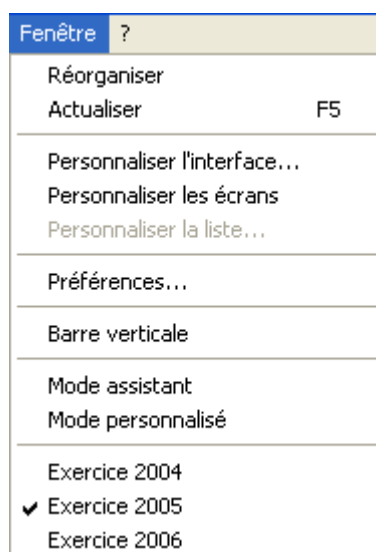 Fenêtre ?
Réorganiser
Actualiser F5
Personnaliser l'interface...
Personnaliser les écrans
Personnaliser la liste...
Préférences...
Barre verticale
Mode assistant
Mode personnalisé
Exercice 2004
Exercice 2005
Exercice 2006